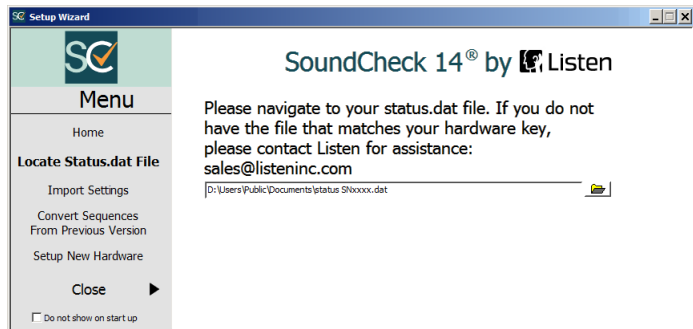 SC Setup Wizard
SC
Menu
Home
Locate Status.dat File
Import Settings
Convert Sequences
From Previous Version
Setup New Hardware
Close
Do not show on start up
SoundCheck 14® by Listen
Please navigate to your status.dat file. If you do not
have the file that matches your hardware key,
please contact Listen for assistance:
sales@listeninc.com
D:\Users\Public\Documents\status SNxxxx.dat